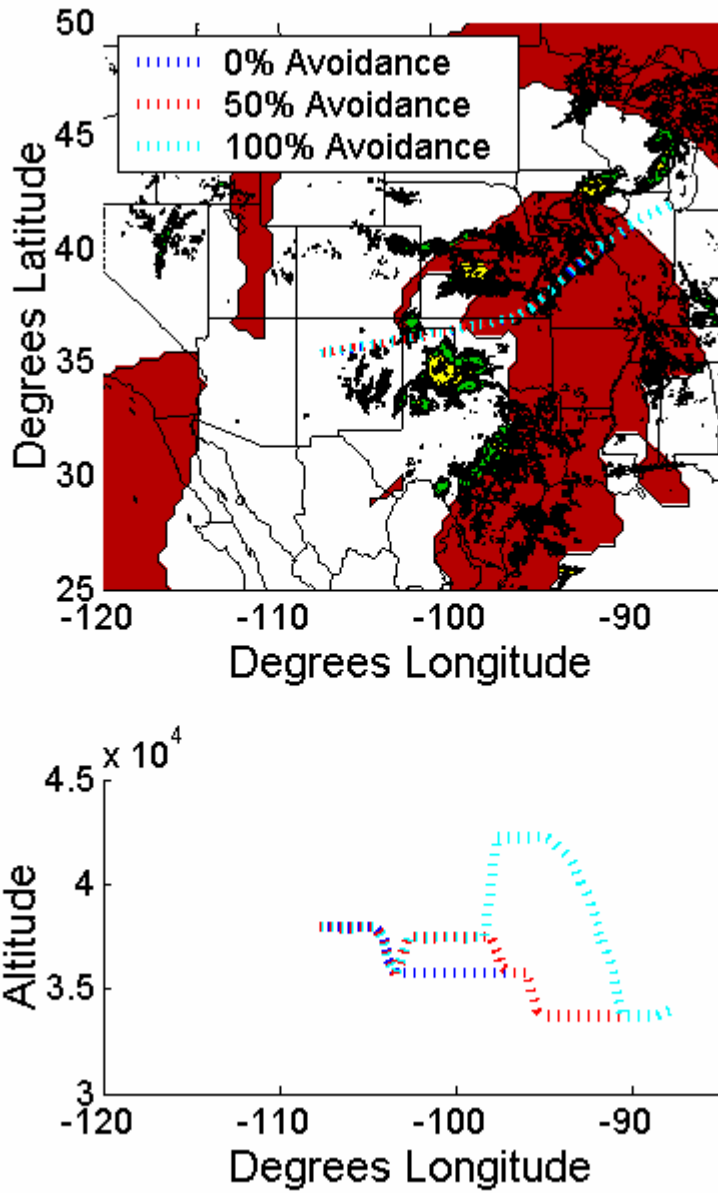 50
0% Avoidance
50% Avoidance
100% Avoidance
45
40
35
30
25
Degrees Latitude
-120 -110 -100 -90
Degrees Longitude
x 10^4
4.5
4
3.5
3
Altitude
-120 -110 -100 -90
Degrees Longitude